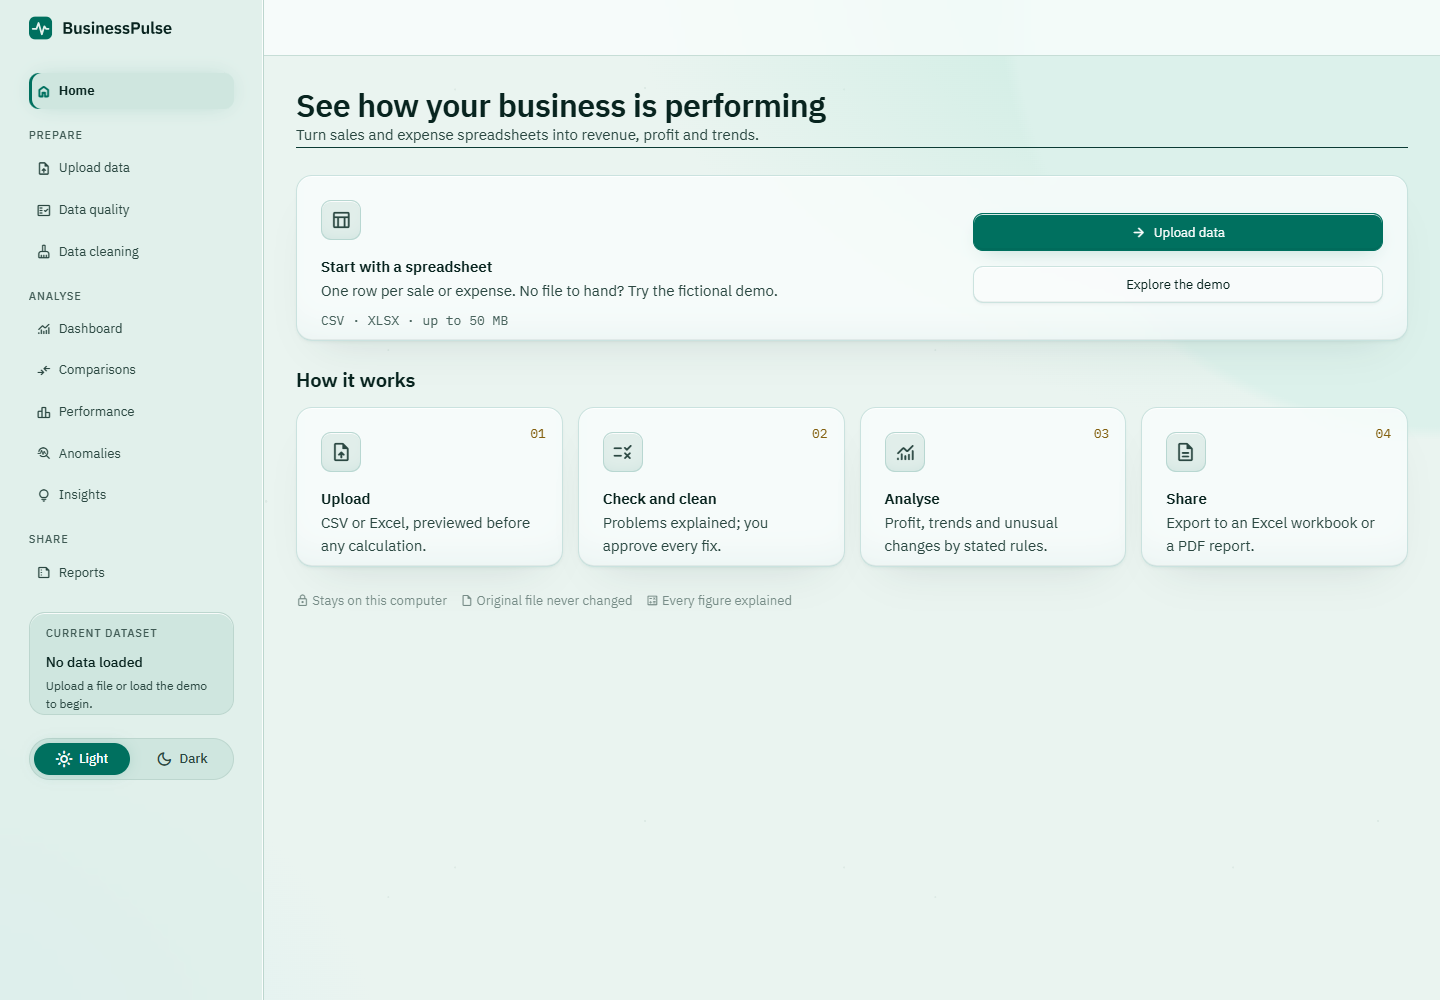 BusinessPulse
Home
PREPARE
Upload data
Data quality
Data cleaning
ANALYSE
Dashboard
Comparisons
Performance
Anomalies
Insights
SHARE
Reports
CURRENT DATASET
No data loaded
Upload a file or load the demo
to begin.
Light
Dark
See how your business is performing
Turn sales and expense spreadsheets into revenue, profit and trends.
Start with a spreadsheet
One row per sale or expense. No file to hand? Try the fictional demo.
CSV · XLSX · up to 50 MB
Upload data
Explore the demo
How it works
01
Upload
CSV or Excel, previewed before
any calculation.
02
Check and clean
Problems explained; you
approve every fix.
03
Analyse
Profit, trends and unusual
changes by stated rules.
04
Share
Export to an Excel workbook or
a PDF report.
Stays on this computer
Original file never changed
Every figure explained